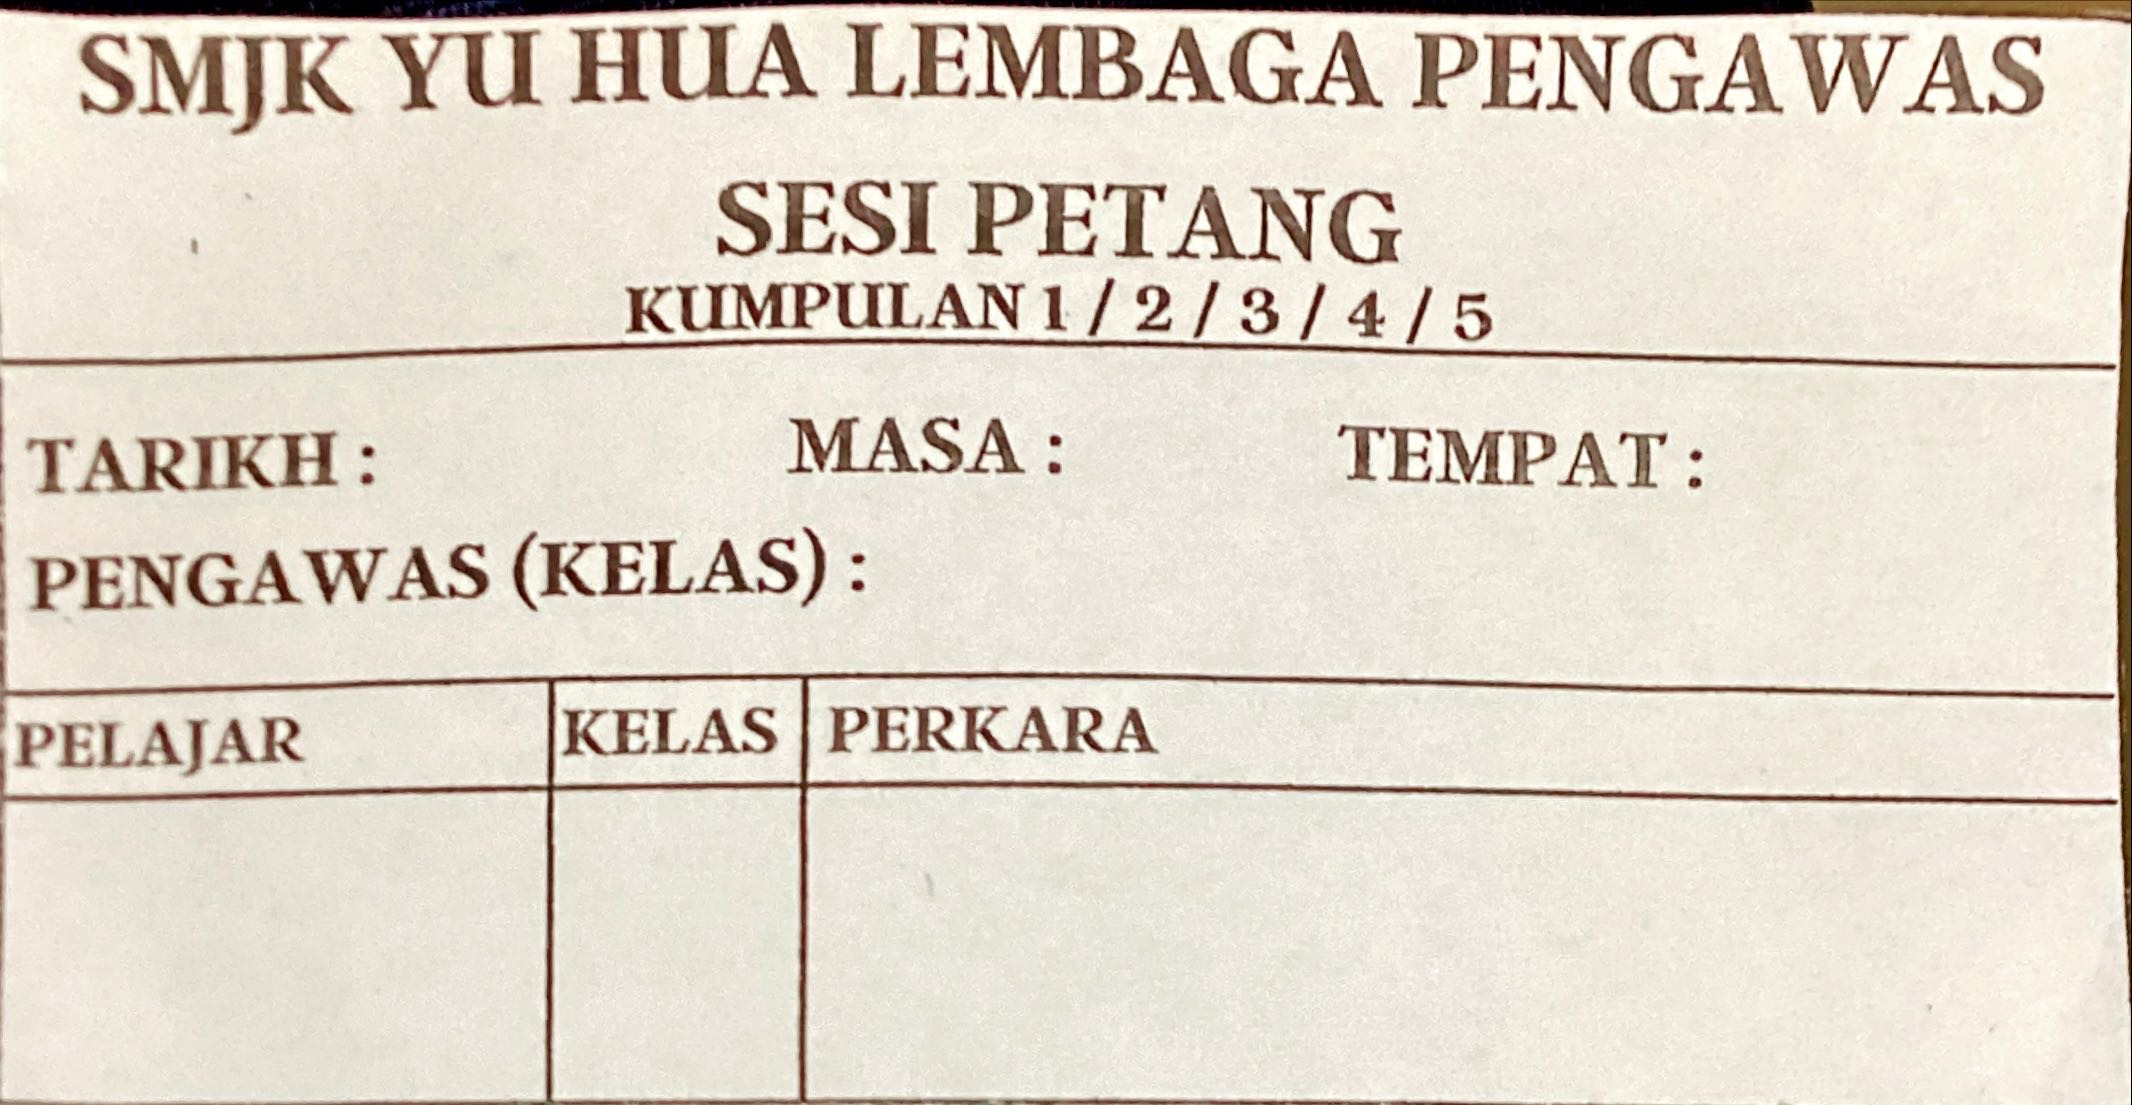 SMJK YU HUA LEMBAGA PENGAWAS
SESI PETANG
KUMPULAN 1 / 2 / 3 / 4 / 5
TARIKH : MASA : TEMPAT :
PENGAWAS (KELAS) :
PELAJAR KELAS PERKARA